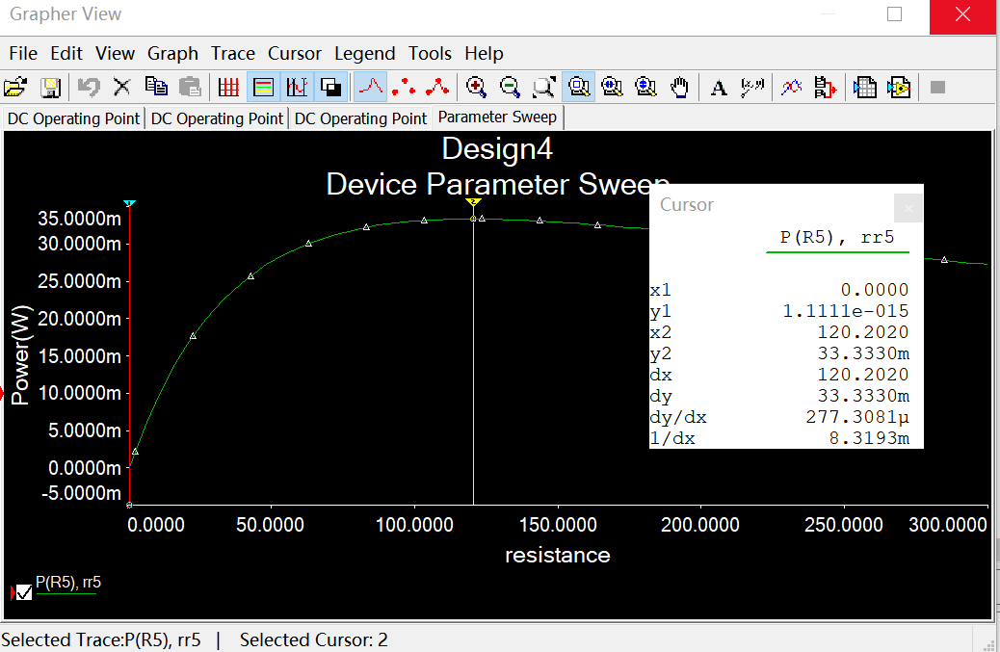 Grapher View
File Edit View Graph Trace Cursor Legend Tools Help
A
DC Operating Point DC Operating Point DC Operating Point Parameter Sweep
Design4
Device Parameter Sweep
1
2
35.0000m
30.0000m
25.0000m
20.0000m
15.0000m
10.0000m
5.0000m
0.0000m
-5.0000m
Power(W)
0.0000 50.0000 100.0000 150.0000 200.0000 250.0000 300.0000
resistance
Cursor
P(R5), rr5
x1 0.0000
y1 1.1111e-015
x2 120.2020
y2 33.3330m
dx 120.2020
dy 33.3330m
dy/dx 277.3081µ
1/dx 8.3193m
P(R5), rr5
Selected Trace:P(R5), rr5 | Selected Cursor: 2